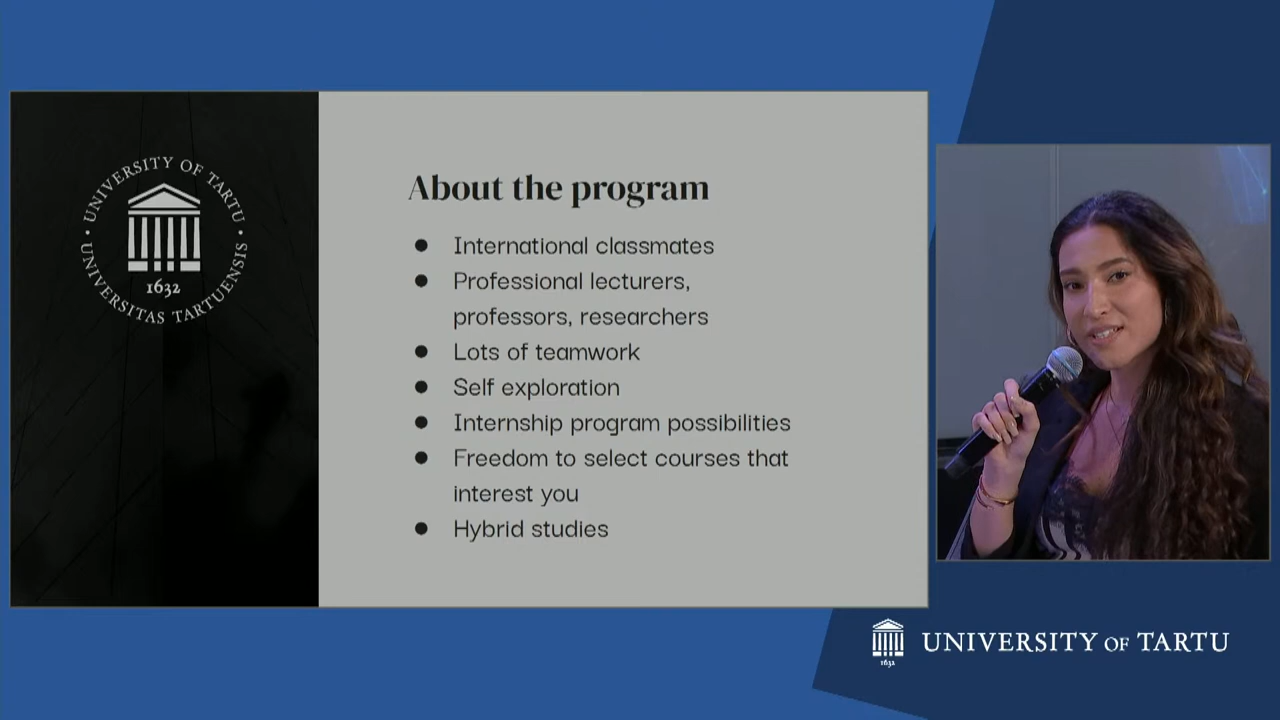 UNIVERSITY OF TARTU
1632
UNIVERSITAS TARTUENSIS
About the program
● International classmates
● Professional lecturers,
professors, researchers
● Lots of teamwork
● Self exploration
● Internship program possibilities
● Freedom to select courses that
interest you
● Hybrid studies
1632
UNIVERSITY OF TARTU